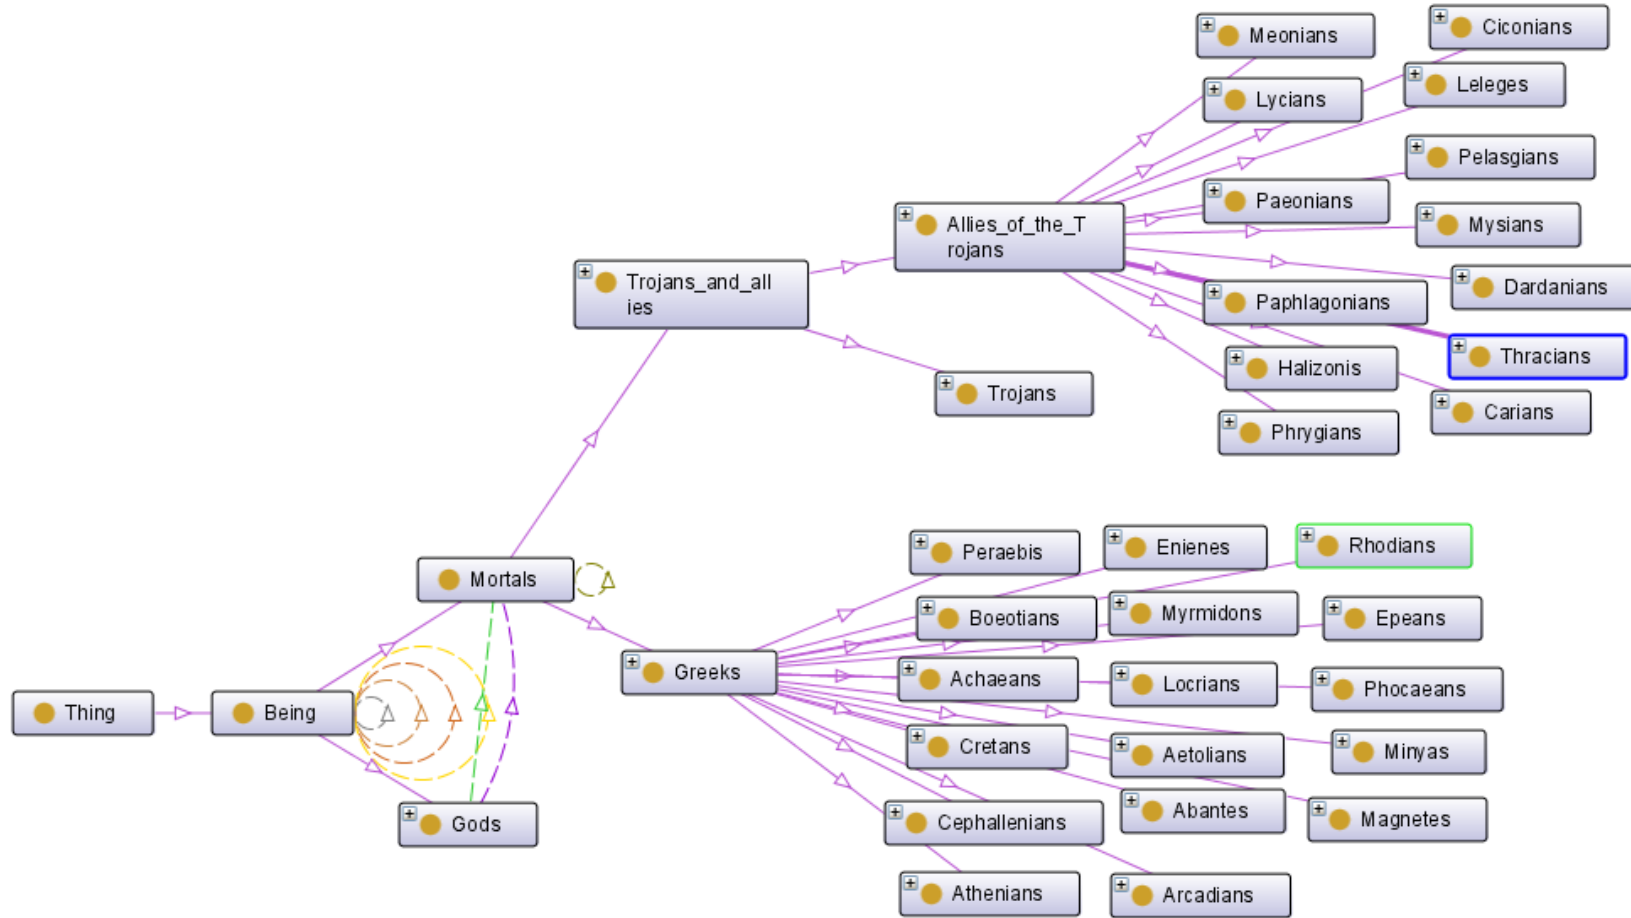 Meonians
Ciconians
Lycians
Leleges
Pelasgians
Paeonians
Allies_of_the_T
rojans
Mysians
Trojans_and_all
ies
Dardanians
Paphlagonians
Thracians
Halizonis
Trojans
Carians
Phrygians
Peraebis
Enienes
Rhodians
Mortals
Boeotians
Myrmidons
Epeans
Greeks
Achaeans
Locrians
Phocaeans
Thing
Being
Cretans
Aetolians
Minyas
Abantes
Magnetes
Gods
Cephallenians
Athenians
Arcadians